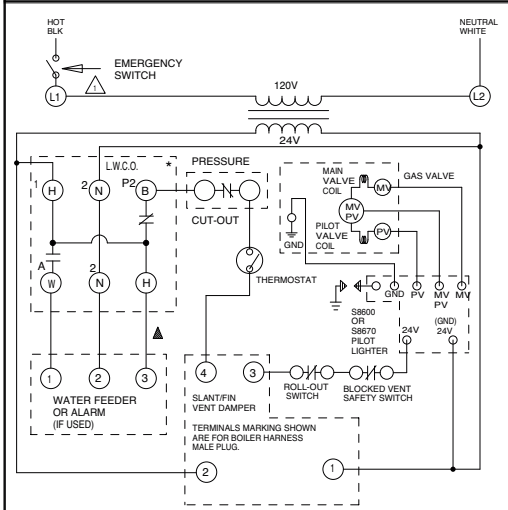 HOT
BLK
NEUTRAL
WHITE
EMERGENCY
SWITCH
1
L1
L2
120V
24V
L.W.C.O.
*
PRESSURE
CUT-OUT
1
H
2
N
P2
B
A
W
2
N
H
MAIN
VALVE
COIL
GAS VALVE
MV
MV
PV
PILOT
VALVE
COIL
PV
GND
THERMOSTAT
GND
PV
MV
PV
MV
S8600
OR
S8670
PILOT
LIGHTER
24V
(GND)
24V
1
2
3
WATER FEEDER
OR ALARM
(IF USED)
4
3
SLANT/FIN
VENT DAMPER
ROLL-OUT
SWITCH
BLOCKED VENT
SAFETY SWITCH
TERMINALS MARKING SHOWN
ARE FOR BOILER HARNESS
MALE PLUG.
2
1